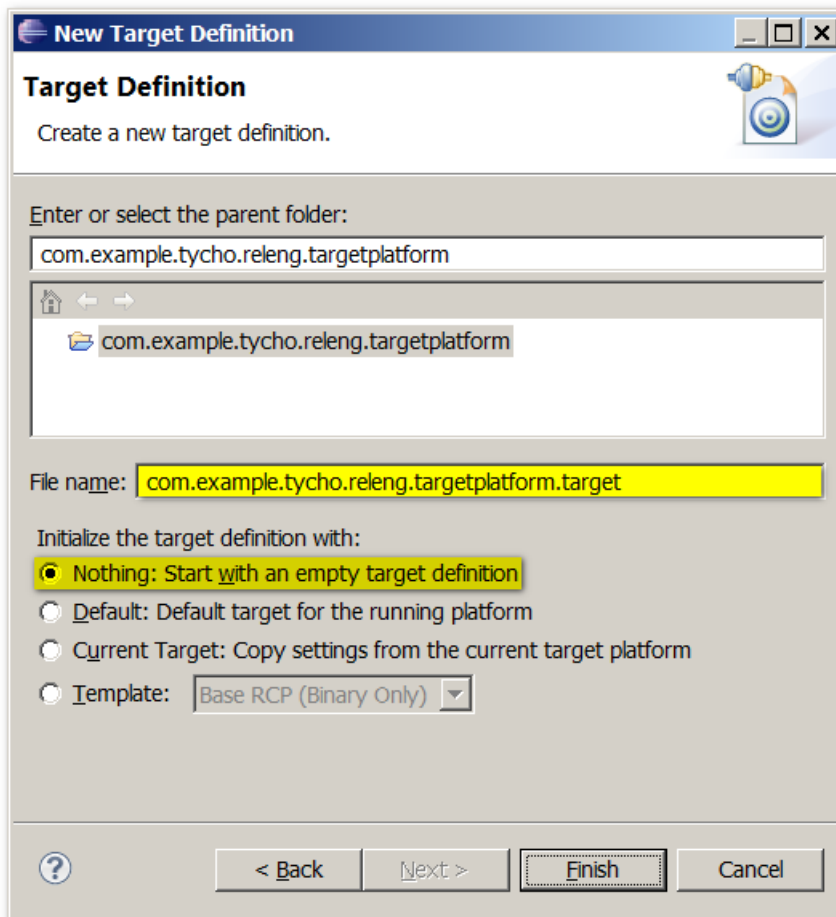 New Target Definition
Target Definition
Create a new target definition.
Enter or select the parent folder:
com.example.tycho.releng.targetplatform
com.example.tycho.releng.targetplatform
File name: com.example.tycho.releng.targetplatform.target
Initialize the target definition with:
Nothing: Start with an empty target definition
Default: Default target for the running platform
Current Target: Copy settings from the current target platform
Template: Base RCP (Binary Only)
? < Back Next > Finish Cancel